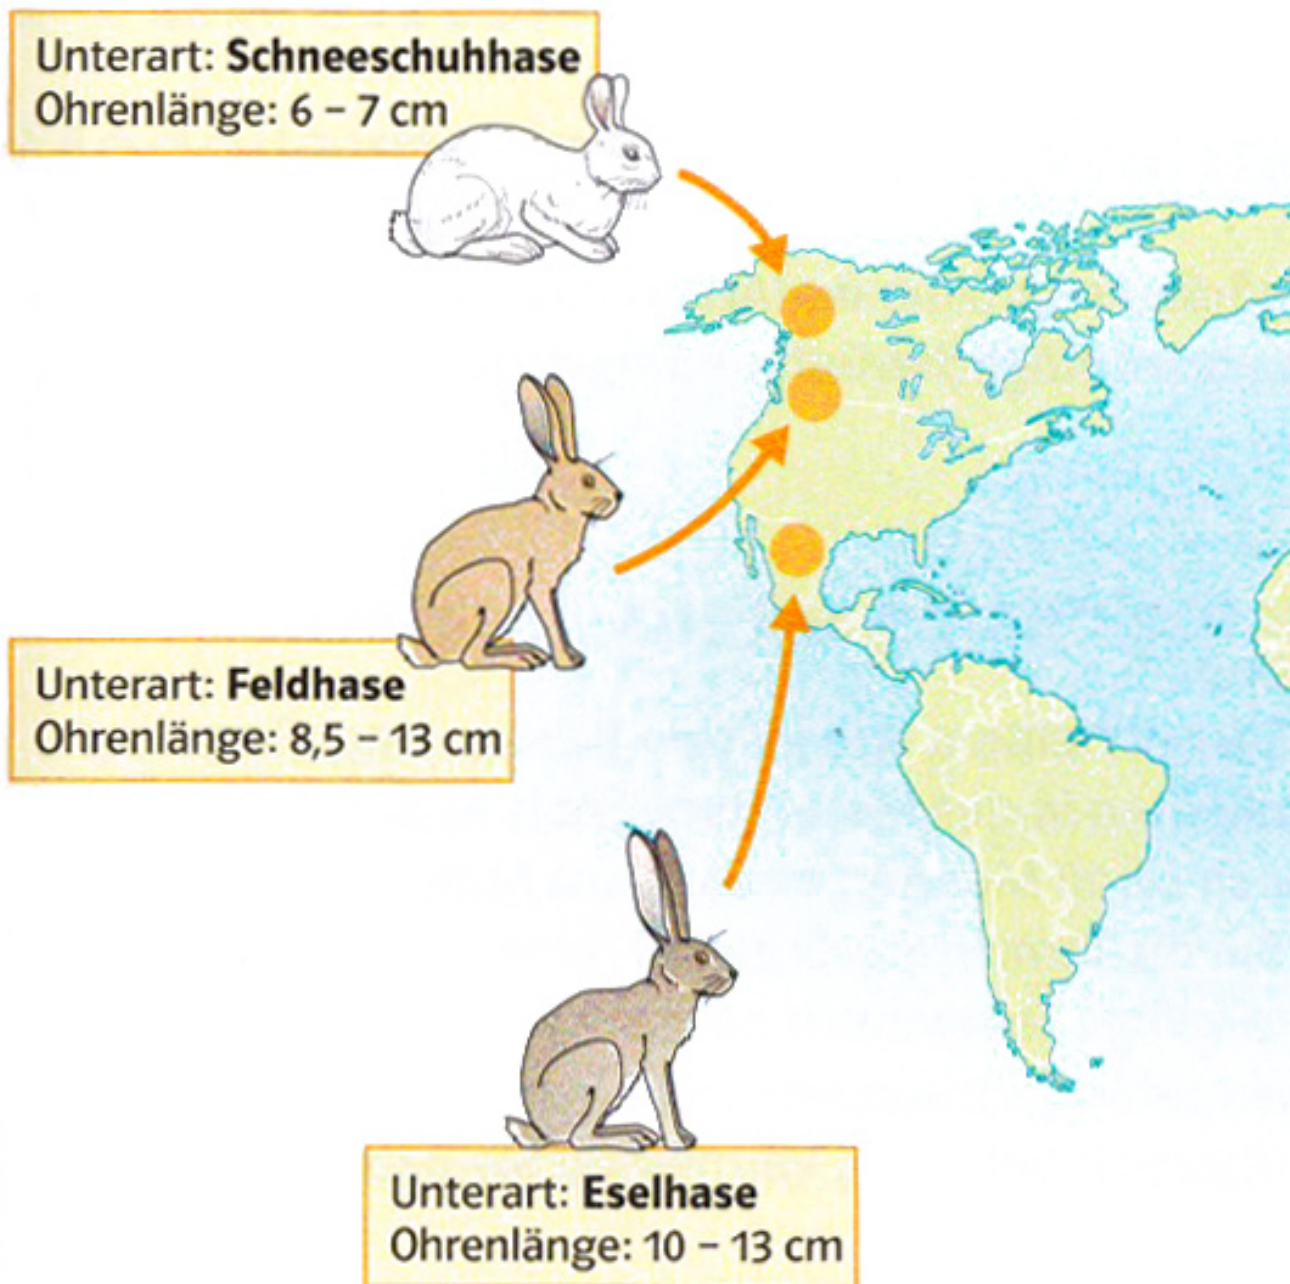 Unterart: Schneeschuhhase
Ohrenlänge: 6 – 7 cm
Unterart: Feldhase
Ohrenlänge: 8,5 – 13 cm
Unterart: Eselhase
Ohrenlänge: 10 – 13 cm